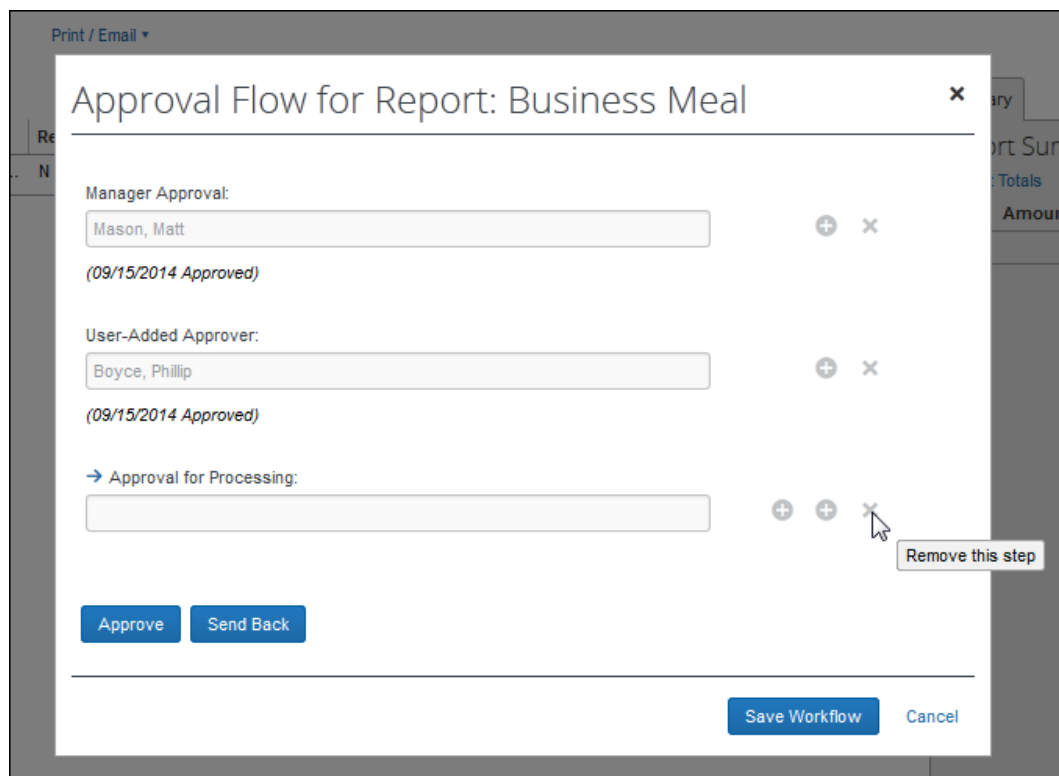 Print / Email ▾
Approval Flow for Report: Business Meal
ary
Re
ort Sur
.. N
t Totals
Manager Approval:
Amour
Mason, Matt
(09/15/2014 Approved)
User-Added Approver:
Boyce, Phillip
(09/15/2014 Approved)
→ Approval for Processing:
Remove this step
Approve Send Back
Save Workflow Cancel